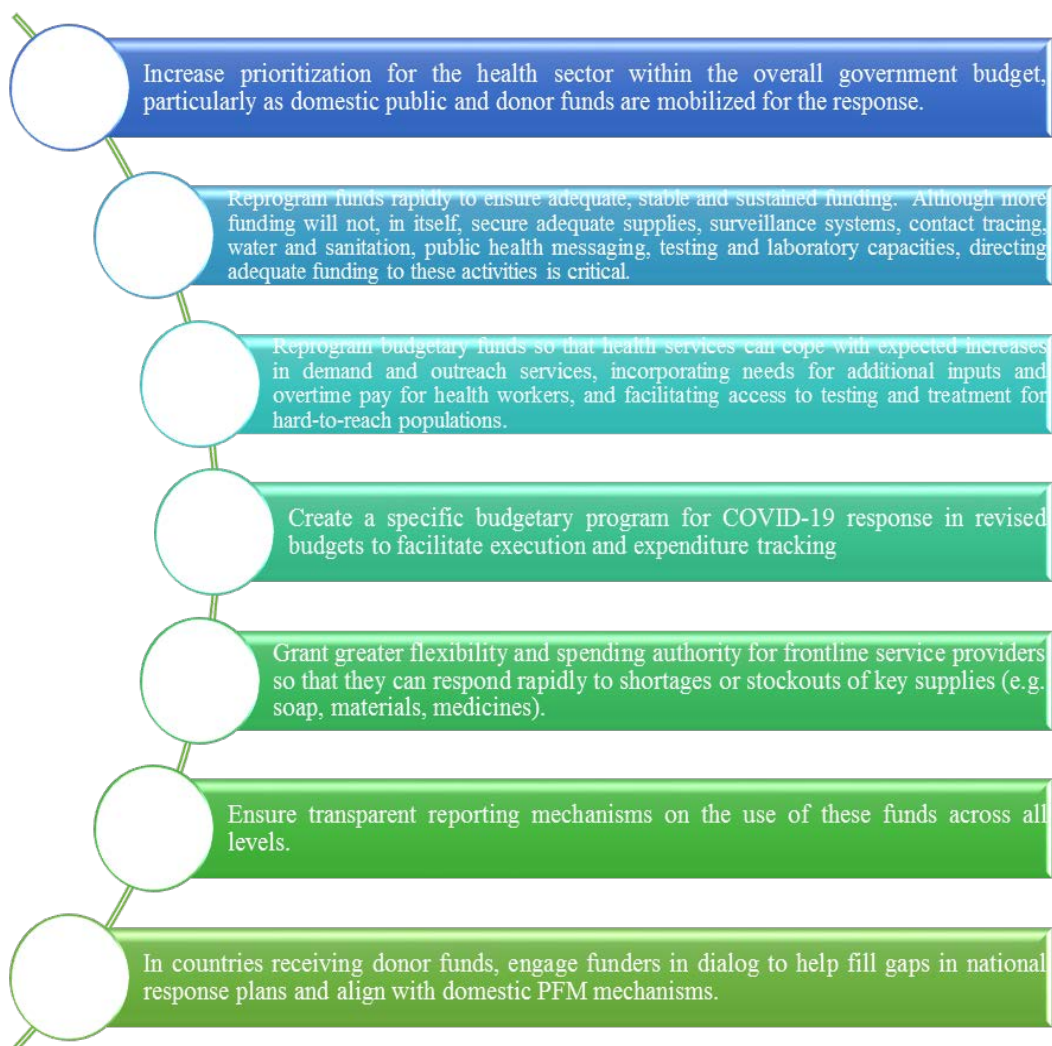 Increase prioritization for the health sector within the overall government budget,
particularly as domestic public and donor funds are mobilized for the response.
Reprogram funds rapidly to ensure adequate, stable and sustained funding. Although more
funding will not, in itself, secure adequate supplies, surveillance systems, contact tracing,
water and sanitation, public health messaging, testing and laboratory capacities, directing
adequate funding to these activities is critical.
Reprogram budgetary funds so that health services can cope with expected increases
in demand and outreach services, incorporating needs for additional inputs and
overtime pay for health workers, and facilitating access to testing and treatment for
hard-to-reach populations.
Create a specific budgetary program for COVID-19 response in revised
budgets to facilitate execution and expenditure tracking
Grant greater flexibility and spending authority for frontline service providers
so that they can respond rapidly to shortages or stockouts of key supplies (e.g.
soap, materials, medicines).
Ensure transparent reporting mechanisms on the use of these funds across all
levels.
In countries receiving donor funds, engage funders in dialog to help fill gaps in national
response plans and align with domestic PFM mechanisms.